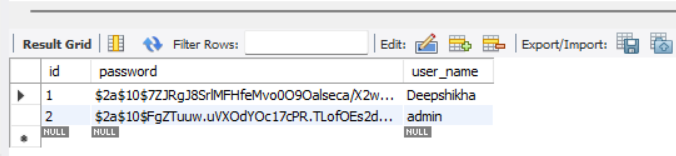 Result Grid Filter Rows: Edit: Export/Import:
id password user_name
1 $2a$10$7ZJRgJ8SrlMFHfeMvo0O9Oalseca/X2w... Deepshikha
2 $2a$10$FgZTuuw.uVXOdYOc17cPR.TLofOEs2d... admin
NULL NULL NULL